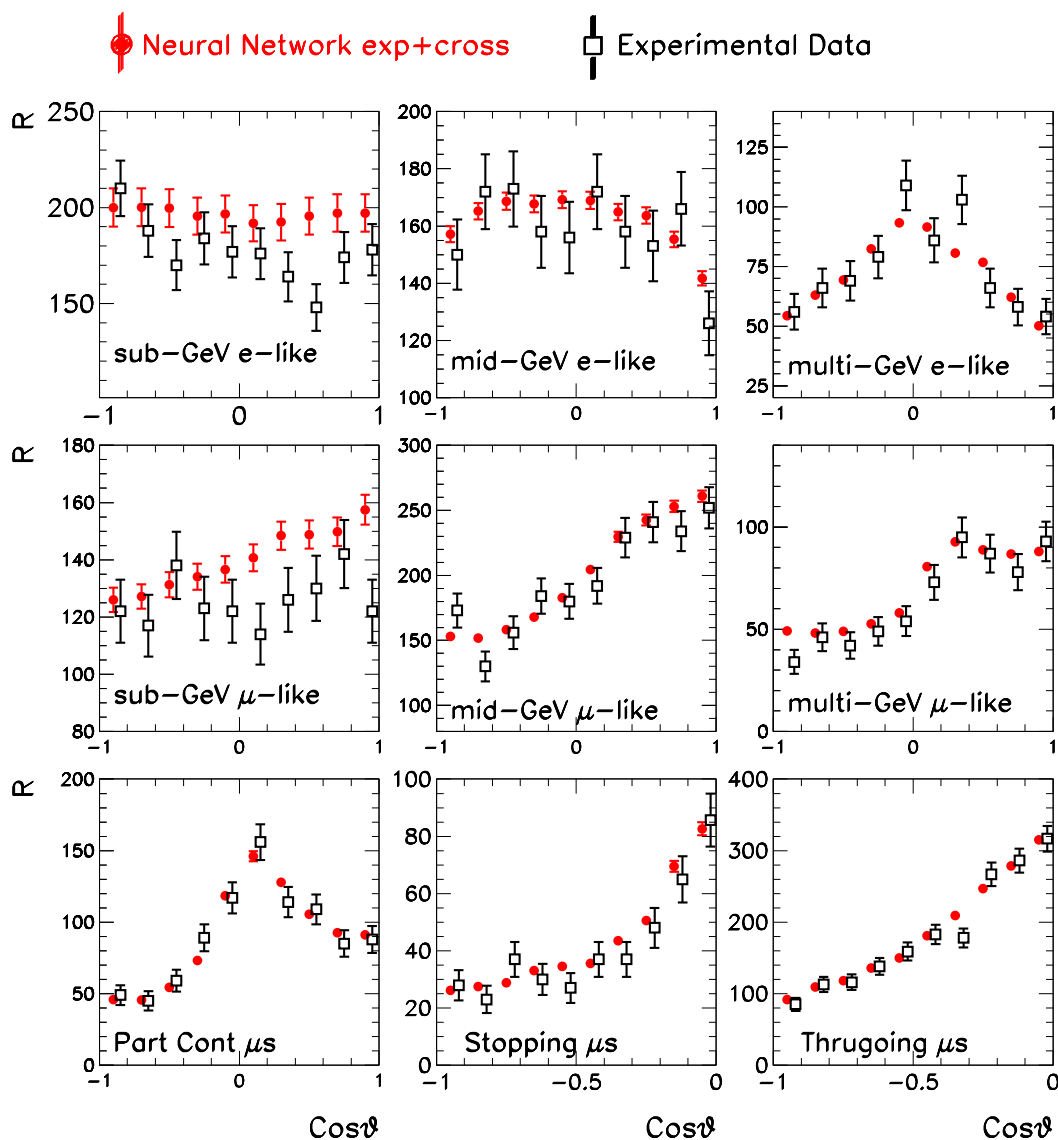 Neural Network exp+cross Experimental Data
R
250
200
150
-1 0 1
sub-GeV e-like
200
180
160
140
120
100
-1 0 1
mid-GeV e-like
125
100
75
50
25
-1 0 1
multi-GeV e-like
R
180
160
140
120
100
80
-1 0 1
sub-GeV μ-like
300
250
200
150
100
-1 0 1
mid-GeV μ-like
100
50
0
-1 0 1
multi-GeV μ-like
R
200
150
100
50
0
-1 0 1
Part Cont μs
100
80
60
40
20
0
-1 -0.5 0
Stopping μs
400
300
200
100
0
-1 -0.5 0
Thrugoing μs
Cosϑ Cosϑ Cosϑ